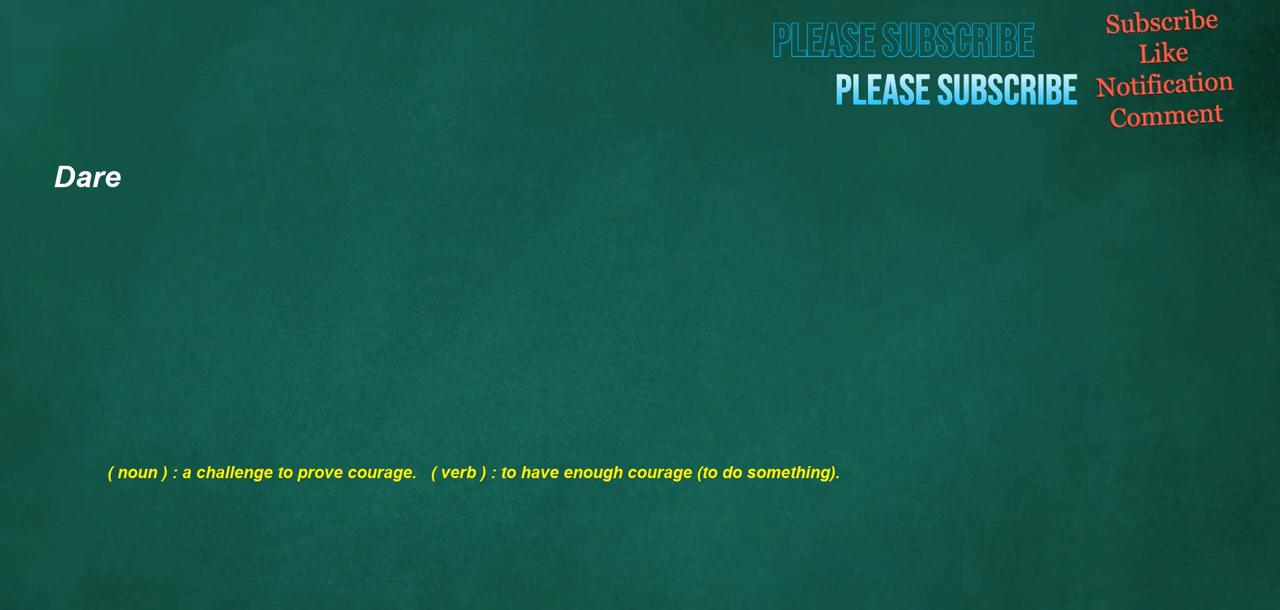 PLEASE SUBSCRIBE
PLEASE SUBSCRIBE
Subscribe
Like
Notification
Comment
Dare
( noun ) : a challenge to prove courage.   ( verb ) : to have enough courage (to do something).